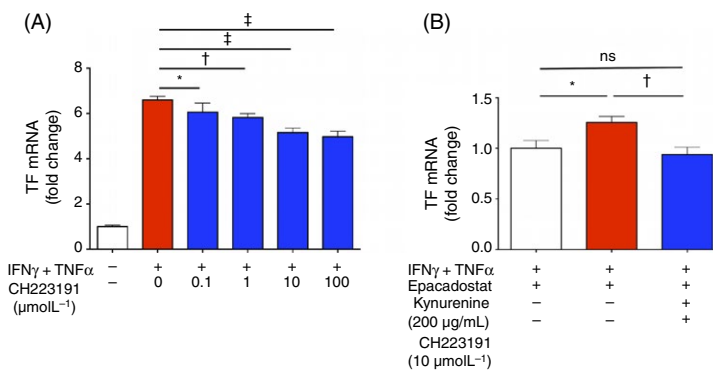 (A)
‡
‡
†
*
8
6
4
2
0
TF mRNA
(fold change)
IFNγ + TNFα – + + + + +
CH223191 – 0 0.1 1 10 100
(µmolL⁻¹)
(B)
ns
* †
1.5
1.0
0.5
0.0
TF mRNA
(fold change)
IFNγ + TNFα + + +
Epacadostat + + +
Kynurenine – – +
(200 µg/mL) – – +
CH223191
(10 µmolL⁻¹)